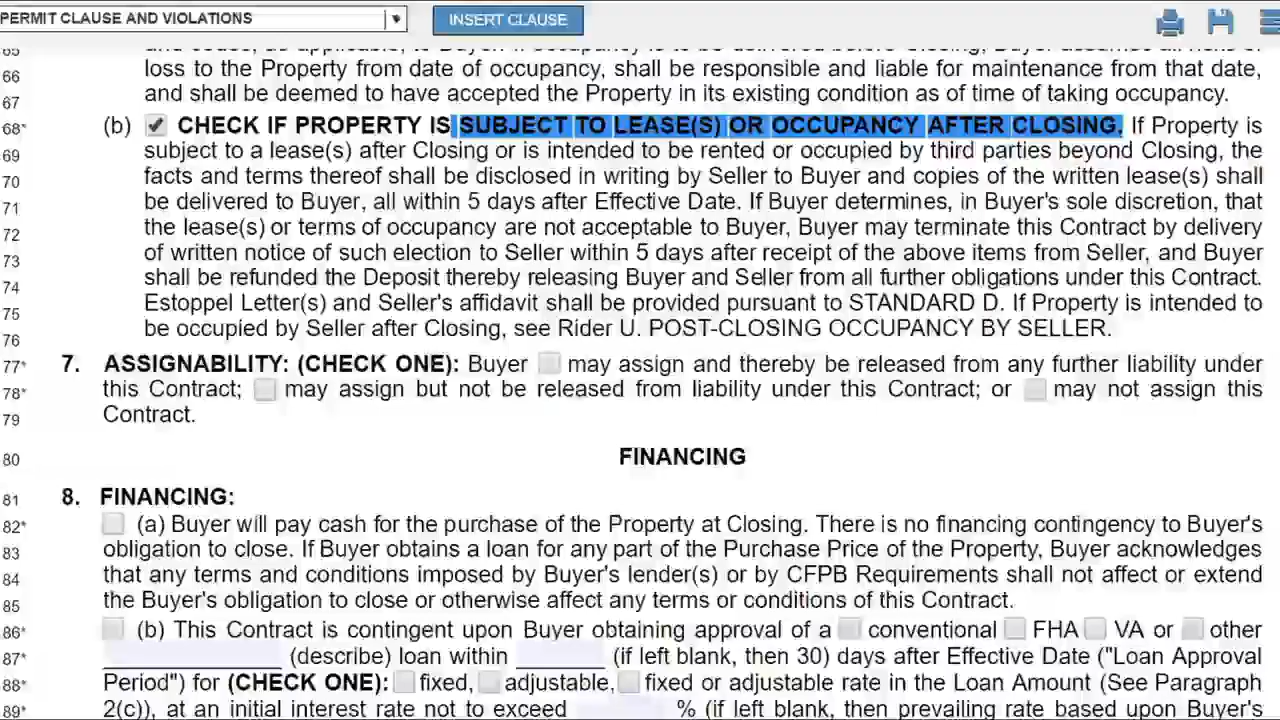 PERMIT CLAUSE AND VIOLATIONS
INSERT CLAUSE
65
66 loss to the Property from date of occupancy, shall be responsible and liable for maintenance from that date,
67 and shall be deemed to have accepted the Property in its existing condition as of time of taking occupancy.
68* (b) CHECK IF PROPERTY IS SUBJECT TO LEASE(S) OR OCCUPANCY AFTER CLOSING. If Property is
69 subject to a lease(s) after Closing or is intended to be rented or occupied by third parties beyond Closing, the
70 facts and terms thereof shall be disclosed in writing by Seller to Buyer and copies of the written lease(s) shall
71 be delivered to Buyer, all within 5 days after Effective Date. If Buyer determines, in Buyer's sole discretion, that
72 the lease(s) or terms of occupancy are not acceptable to Buyer, Buyer may terminate this Contract by delivery
73 of written notice of such election to Seller within 5 days after receipt of the above items from Seller, and Buyer
74 shall be refunded the Deposit thereby releasing Buyer and Seller from all further obligations under this Contract.
75 Estoppel Letter(s) and Seller's affidavit shall be provided pursuant to STANDARD D. If Property is intended to
76 be occupied by Seller after Closing, see Rider U. POST-CLOSING OCCUPANCY BY SELLER.
77* 7. ASSIGNABILITY: (CHECK ONE): Buyer may assign and thereby be released from any further liability under
78* this Contract; may assign but not be released from liability under this Contract; or may not assign this
79 Contract.
80 FINANCING
81 8. FINANCING:
82* (a) Buyer will pay cash for the purchase of the Property at Closing. There is no financing contingency to Buyer's
83 obligation to close. If Buyer obtains a loan for any part of the Purchase Price of the Property, Buyer acknowledges
84 that any terms and conditions imposed by Buyer's lender(s) or by CFPB Requirements shall not affect or extend
85 the Buyer's obligation to close or otherwise affect any terms or conditions of this Contract.
86* (b) This Contract is contingent upon Buyer obtaining approval of a conventional FHA VA or other
87* (describe) loan within (if left blank, then 30) days after Effective Date ("Loan Approval
88* Period") for (CHECK ONE): fixed, adjustable, fixed or adjustable rate in the Loan Amount (See Paragraph
89* 2(c)), at an initial interest rate not to exceed % (if left blank, then prevailing rate based upon Buyer's